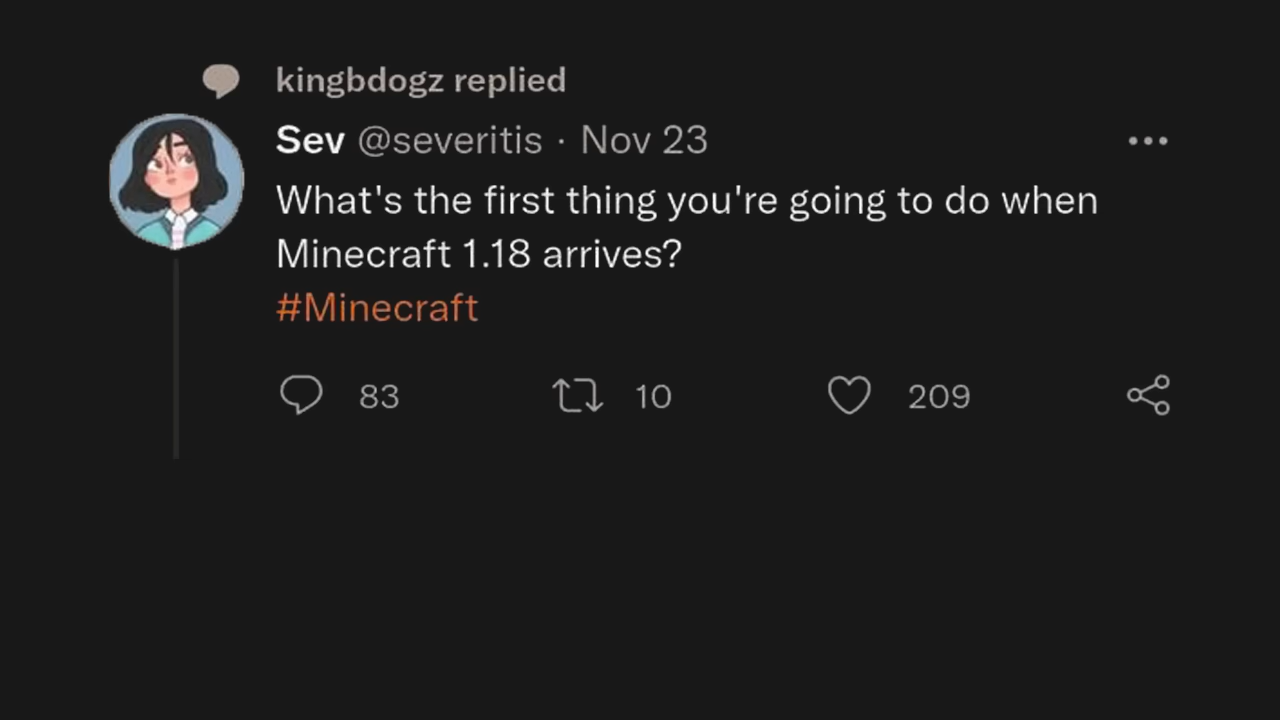 kingbdogz replied
Sev @severitis · Nov 23
What's the first thing you're going to do when
Minecraft 1.18 arrives?
#Minecraft
83 10 209